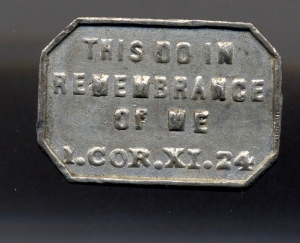 THIS DO IN
REMEMBRANCE
OF ME
1.COR.XI.24